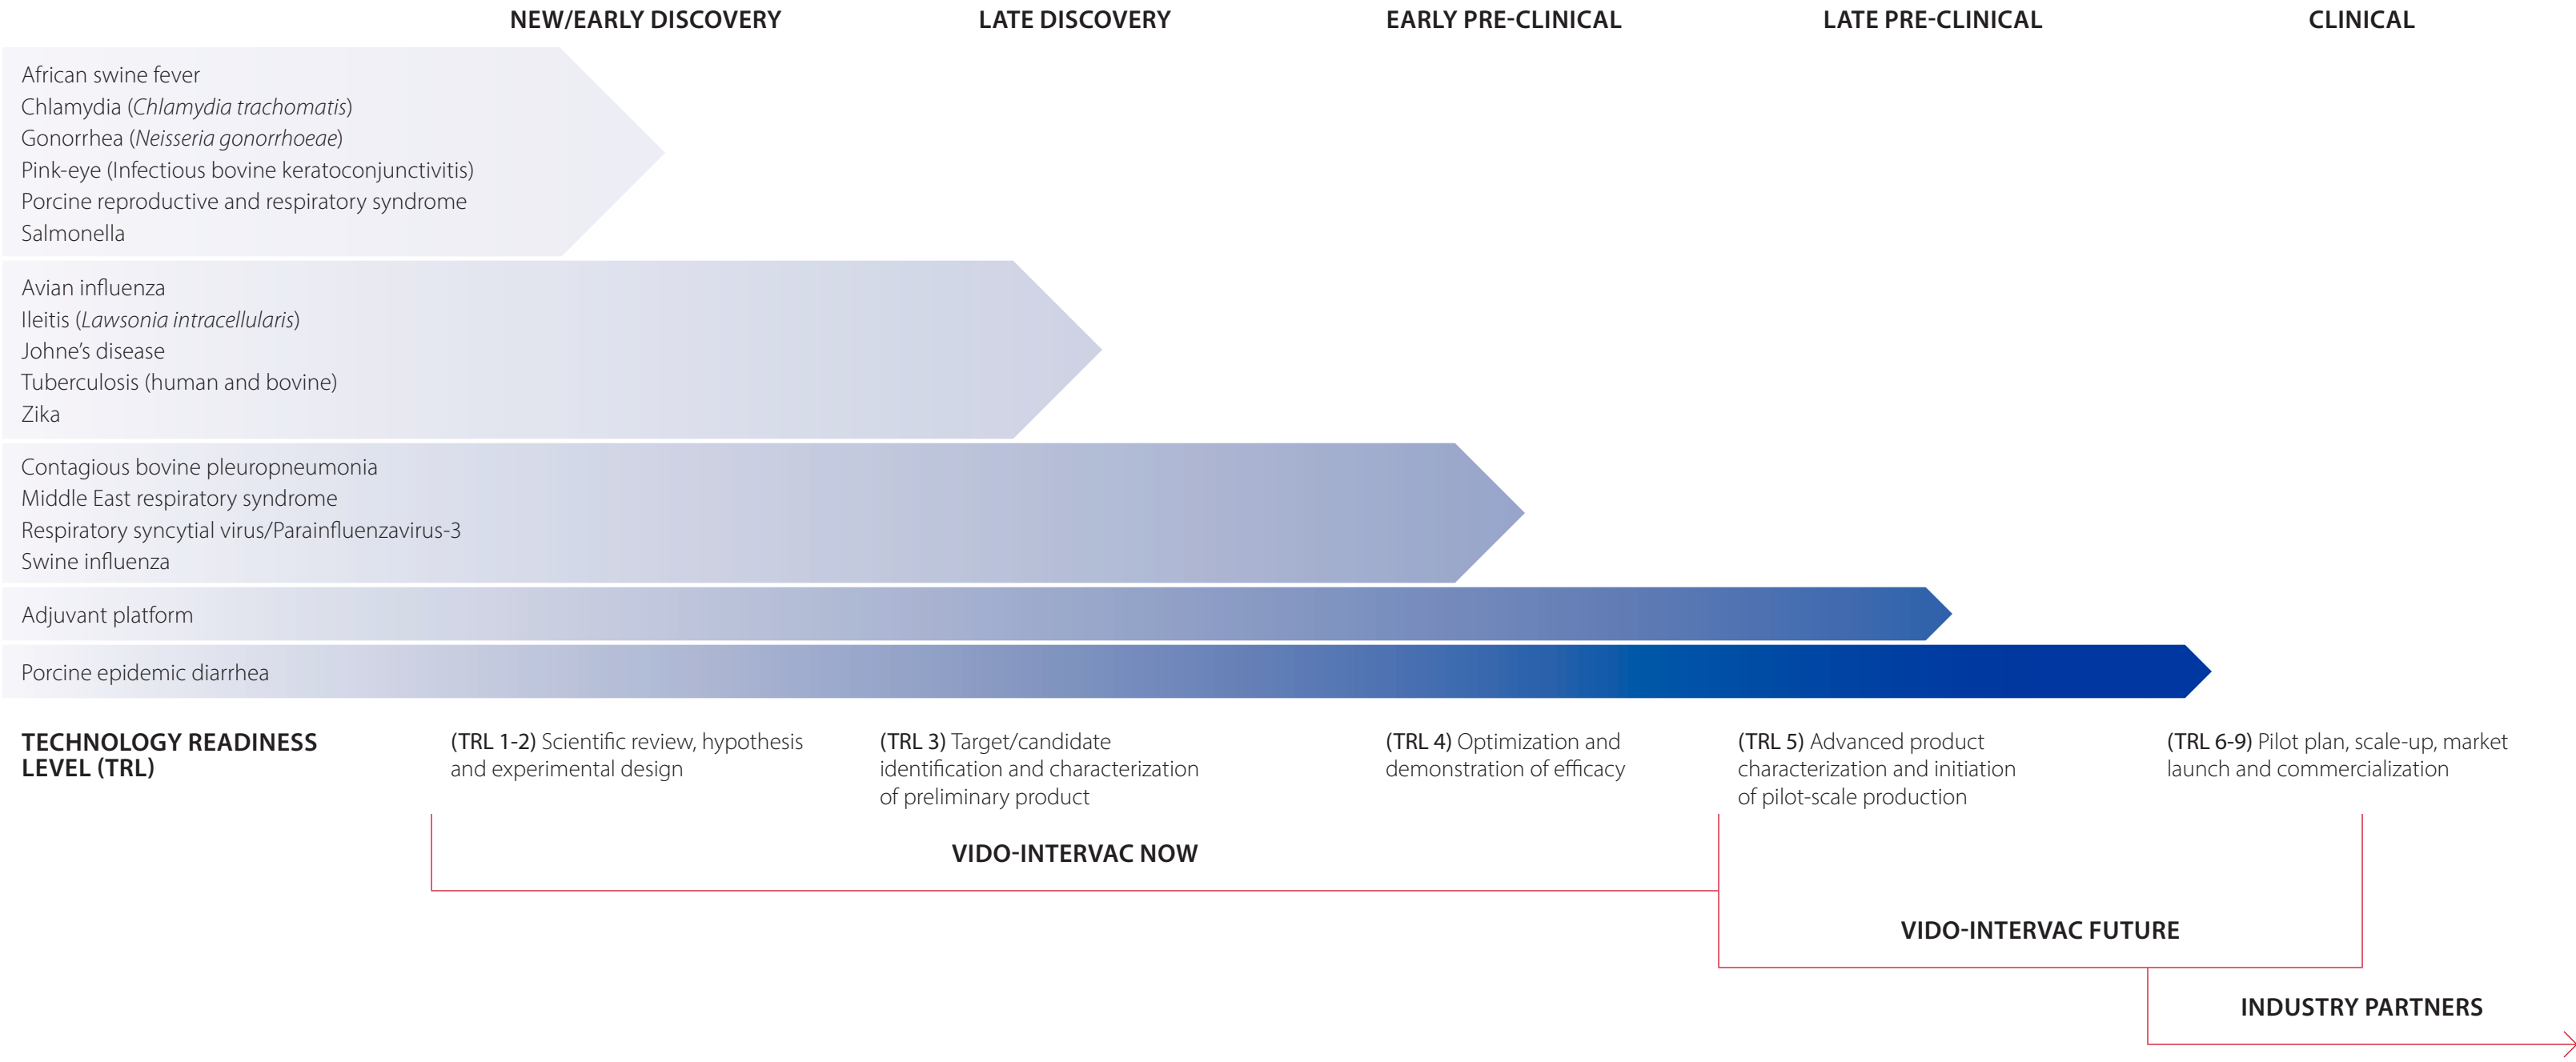 NEW/EARLY DISCOVERY
LATE DISCOVERY
EARLY PRE-CLINICAL
LATE PRE-CLINICAL
CLINICAL
African swine fever
Chlamydia (Chlamydia trachomatis)
Gonorrhea (Neisseria gonorrhoeae)
Pink-eye (Infectious bovine keratoconjunctivitis)
Porcine reproductive and respiratory syndrome
Salmonella
Avian influenza
Ileitis (Lawsonia intracellularis)
Johne’s disease
Tuberculosis (human and bovine)
Zika
Contagious bovine pleuropneumonia
Middle East respiratory syndrome
Respiratory syncytial virus/Parainfluenzavirus-3
Swine influenza
Adjuvant platform
Porcine epidemic diarrhea
TECHNOLOGY READINESS
LEVEL (TRL)
(TRL 1-2) Scientific review, hypothesis
and experimental design
(TRL 3) Target/candidate
identification and characterization
of preliminary product
(TRL 4) Optimization and
demonstration of efficacy
(TRL 5) Advanced product
characterization and initiation
of pilot-scale production
(TRL 6-9) Pilot plan, scale-up, market
launch and commercialization
VIDO-INTERVAC NOW
VIDO-INTERVAC FUTURE
INDUSTRY PARTNERS